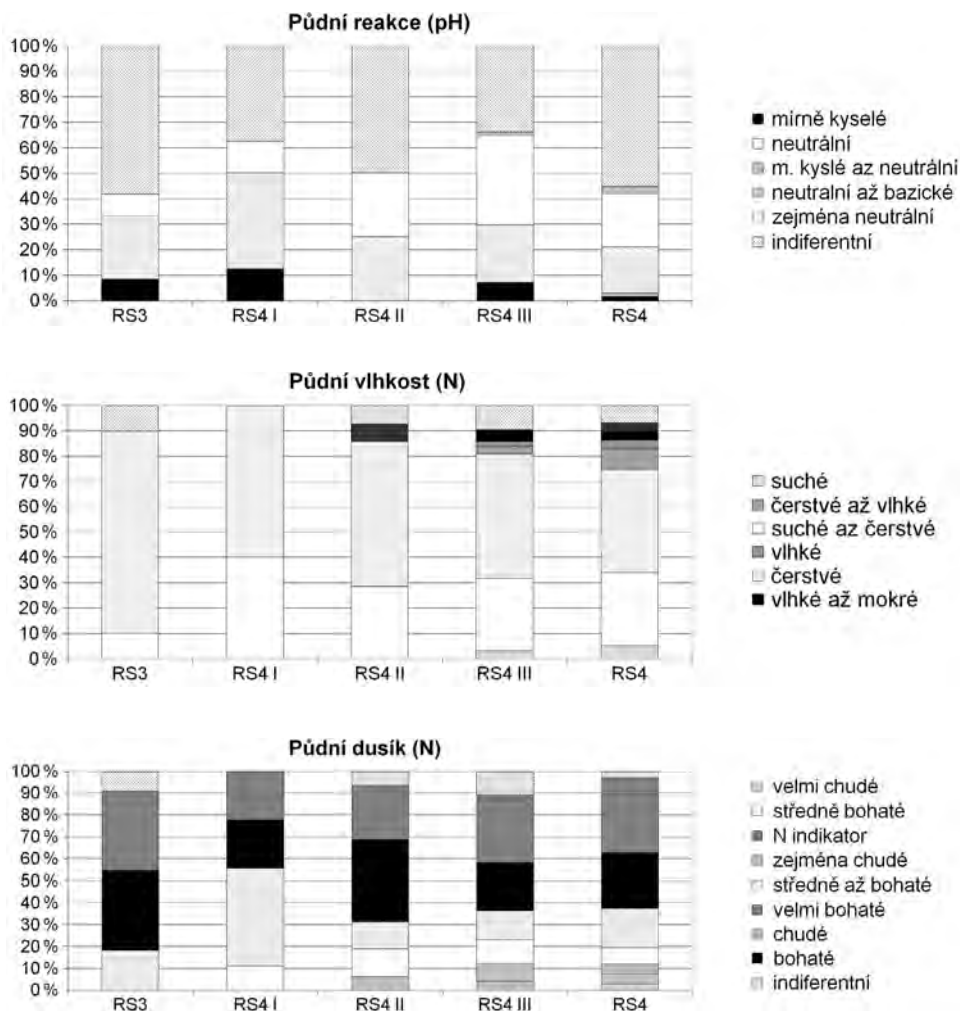 Půdní reakce (pH)
100 %
90 %
80 %
70 %
60 %
50 %
40 %
30 %
20 %
10 %
0 %
RS3 RS4 I RS4 II RS4 III RS4
mirně kyselé
neutrální
m. kyslé az neutrální
neutralní až bazické
zejména neutrální
indiferentní
Půdní vlhkost (N)
100 %
90 %
80 %
70 %
60 %
50 %
40 %
30 %
20 %
10 %
0 %
RS3 RS4 I RS4 II RS4 III RS4
suché
čerstvé až vlhké
suché az čerstvé
vlhké
čerstvé
vlhké až mokré
Půdní dusík (N)
100 %
90 %
80 %
70 %
60 %
50 %
40 %
30 %
20 %
10 %
0 %
RS3 RS4 I RS4 II RS4 III RS4
velmi chudé
středně bohaté
N indikator
zejména chudé
středně až bohaté
velmi bohaté
chudé
bohaté
indiferentní